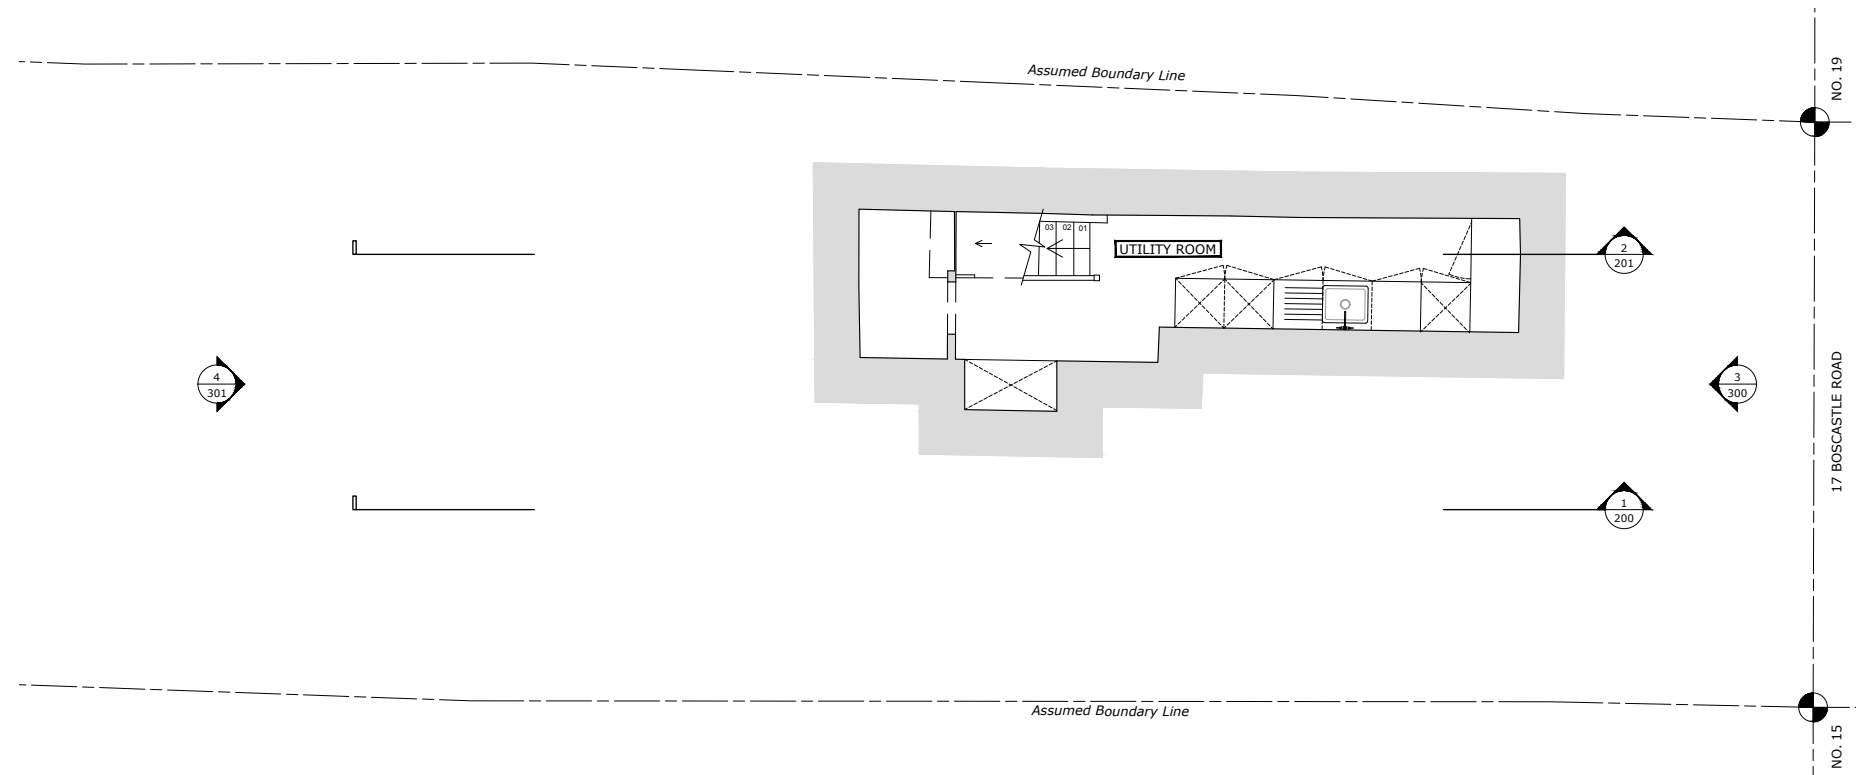 Assumed Boundary Line
NO. 19
03 02 01
UTILITY ROOM
2
201
4
301
3
300
17 BOSCASTLE ROAD
1
200
Assumed Boundary Line
NO. 15